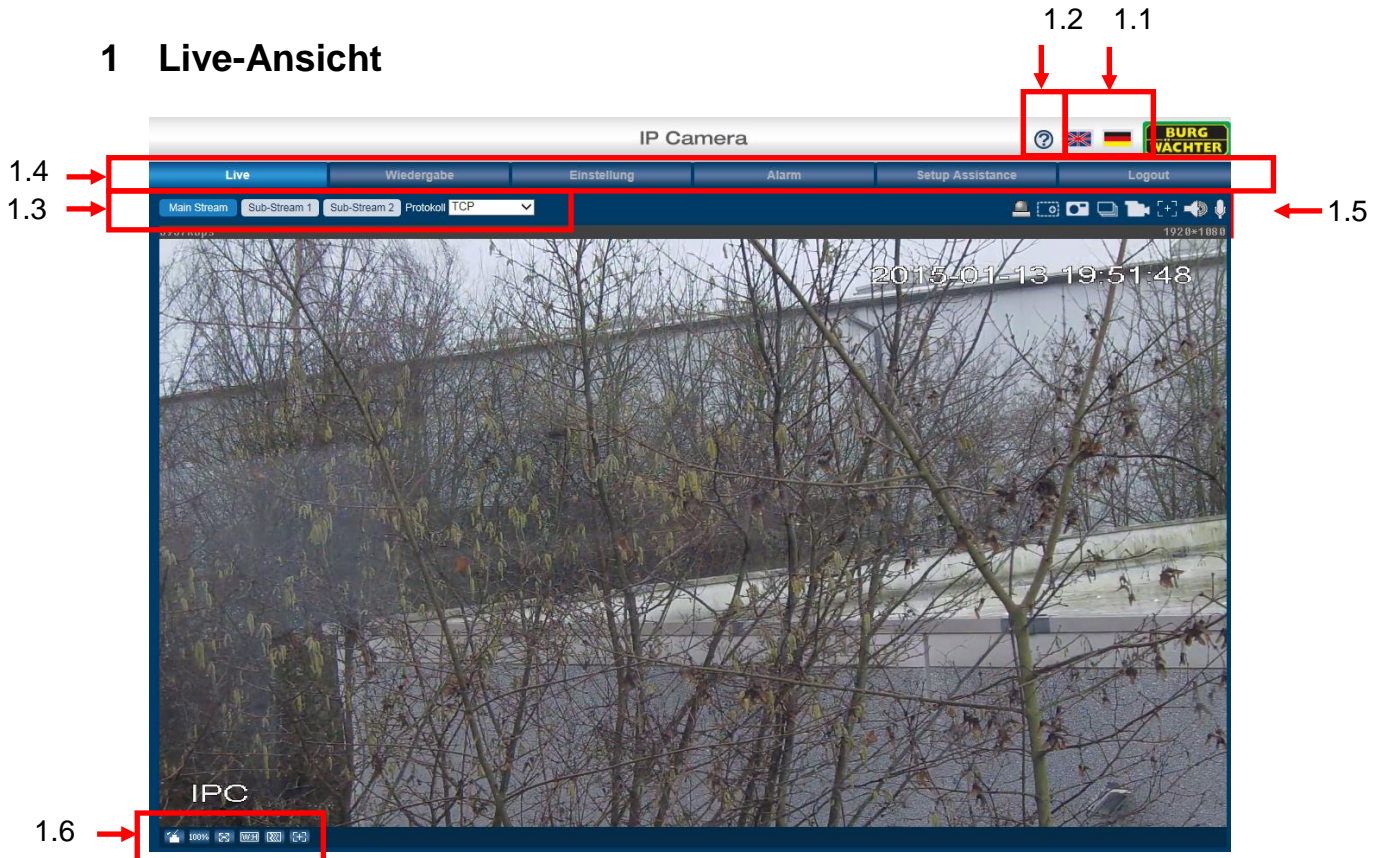 1.2 1.1
1 Live-Ansicht
IP Camera
BURG
WÄCHTER
1.4
Live Wiedergabe Einstellung Alarm Setup Assistance Logout
1.3
Main Stream Sub-Stream 1 Sub-Stream 2 Protokoll TCP
1.5
1920*1080
2015-01-13 19:51:48
IPC
1.6
100% W:H